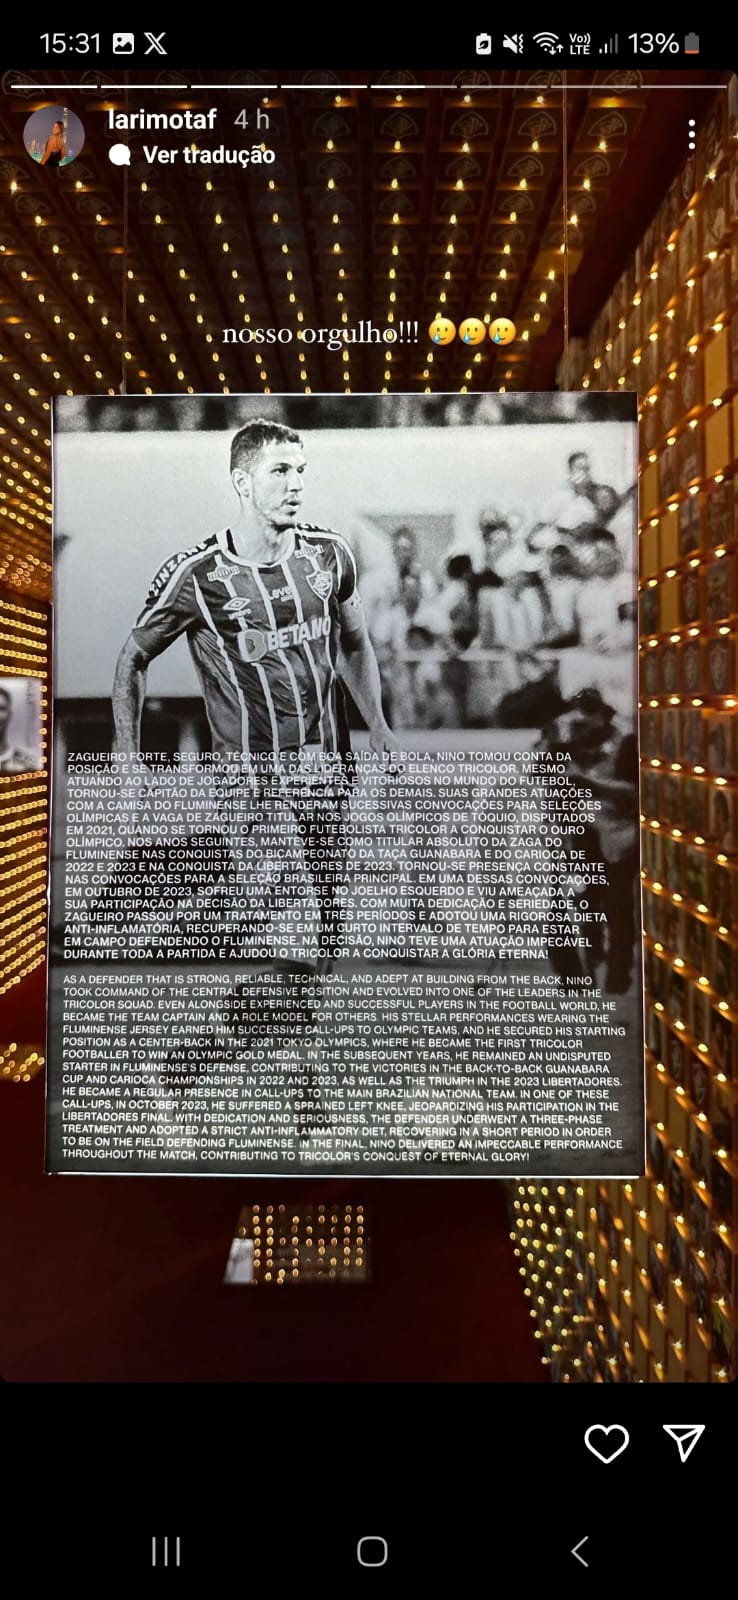 15:31
Vo)) LTE
13%
larimotaf 4 h
Ver tradução
nosso orgulho!!! 🥲🥲🥲
Level
BETANO
ZAGUEIRO FORTE, SEGURO, TÉCNICO E COM BOA SAÍDA DE BOLA, NINO TOMOU CONTA DA
POSIÇÃO E SE TRANSFORMOU EM UMA DAS LIDERANÇAS DO ELENCO TRICOLOR. MESMO
ATUANDO AO LADO DE JOGADORES EXPERIENTES E VITORIOSOS NO MUNDO DO FUTEBOL,
TORNOU-SE CAPITÃO DA EQUIPE E REFERÊNCIA PARA OS DEMAIS. SUAS GRANDES ATUAÇÕES
COM A CAMISA DO FLUMINENSE LHE RENDERAM SUCESSIVAS CONVOCAÇÕES PARA SELEÇÕES
OLÍMPICAS E A VAGA DE ZAGUEIRO TITULAR NOS JOGOS OLÍMPICOS DE TÓQUIO, DISPUTADOS
EM 2021, QUANDO SE TORNOU O PRIMEIRO FUTEBOLISTA TRICOLOR A CONQUISTAR O OURO
OLÍMPICO. NOS ANOS SEGUINTES, MANTEVE-SE COMO TITULAR ABSOLUTO DA ZAGA DO
FLUMINENSE NAS CONQUISTAS DO BICAMPEONATO DA TAÇA GUANABARA E DO CARIOCA DE
2022 E 2023 E NA CONQUISTA DA LIBERTADORES DE 2023. TORNOU-SE PRESENÇA CONSTANTE
NAS CONVOCAÇÕES PARA A SELEÇÃO BRASILEIRA PRINCIPAL. EM UMA DESSAS CONVOCAÇÕES,
EM OUTUBRO DE 2023, SOFREU UMA ENTORSE NO JOELHO ESQUERDO E VIU AMEAÇADA A
SUA PARTICIPAÇÃO NA DECISÃO DA LIBERTADORES. COM MUITA DEDICAÇÃO E SERIEDADE, O
ZAGUEIRO PASSOU POR UM TRATAMENTO EM TRÊS PERÍODOS E ADOTOU UMA RIGOROSA DIETA
ANTI-INFLAMATÓRIA, RECUPERANDO-SE EM UM CURTO INTERVALO DE TEMPO PARA ESTAR
EM CAMPO DEFENDENDO O FLUMINENSE. NA DECISÃO, NINO TEVE UMA ATUAÇÃO IMPECÁVEL
DURANTE TODA A PARTIDA E AJUDOU O TRICOLOR A CONQUISTAR A GLÓRIA ETERNA!
AS A DEFENDER THAT IS STRONG, RELIABLE, TECHNICAL, AND ADEPT AT BUILDING FROM THE BACK, NINO
TOOK COMMAND OF THE CENTRAL DEFENSIVE POSITION AND EVOLVED INTO ONE OF THE LEADERS IN THE
TRICOLOR SQUAD. EVEN ALONGSIDE EXPERIENCED AND SUCCESSFUL PLAYERS IN THE FOOTBALL WORLD, HE
BECAME THE TEAM CAPTAIN AND A ROLE MODEL FOR OTHERS. HIS STELLAR PERFORMANCES WEARING THE
FLUMINENSE JERSEY EARNED HIM SUCCESSIVE CALL-UPS TO OLYMPIC TEAMS, AND HE SECURED HIS STARTING
POSITION AS A CENTER-BACK IN THE 2021 TOKYO OLYMPICS, WHERE HE BECAME THE FIRST TRICOLOR
FOOTBALLER TO WIN AN OLYMPIC GOLD MEDAL. IN THE SUBSEQUENT YEARS, HE REMAINED AN UNDISPUTED
STARTER IN FLUMINENSE'S DEFENSE, CONTRIBUTING TO THE VICTORIES IN THE BACK-TO-BACK GUANABARA
CUP AND CARIOCA CHAMPIONSHIPS IN 2022 AND 2023, AS WELL AS THE TRIUMPH IN THE 2023 LIBERTADORES.
HE BECAME A REGULAR PRESENCE IN CALL-UPS TO THE MAIN BRAZILIAN NATIONAL TEAM. IN ONE OF THESE
CALL-UPS, IN OCTOBER 2023, HE SUFFERED A SPRAINED LEFT KNEE, JEOPARDIZING HIS PARTICIPATION IN THE
LIBERTADORES FINAL. WITH DEDICATION AND SERIOUSNESS, THE DEFENDER UNDERWENT A THREE-PHASE
TREATMENT AND ADOPTED A STRICT ANTI-INFLAMMATORY DIET, RECOVERING IN A SHORT PERIOD IN ORDER
TO BE ON THE FIELD DEFENDING FLUMINENSE. IN THE FINAL, NINO DELIVERED AN IMPECCABLE PERFORMANCE
THROUGHOUT THE MATCH, CONTRIBUTING TO TRICOLOR'S CONQUEST OF ETERNAL GLORY!